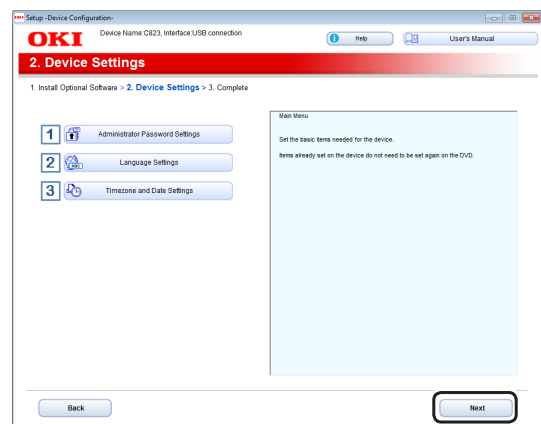 OKI Setup -Device Configuration-
OKI
Device Name:C823, Interface:USB connection
Help
User's Manual
2. Device Settings
1. Install Optional Software > 2. Device Settings > 3. Complete
1 Administrator Password Settings
2 Language Settings
3 Timezone and Date Settings
Main Menu
Set the basic items needed for the device.
Items already set on the device do not need to be set again on the DVD.
Back
Next